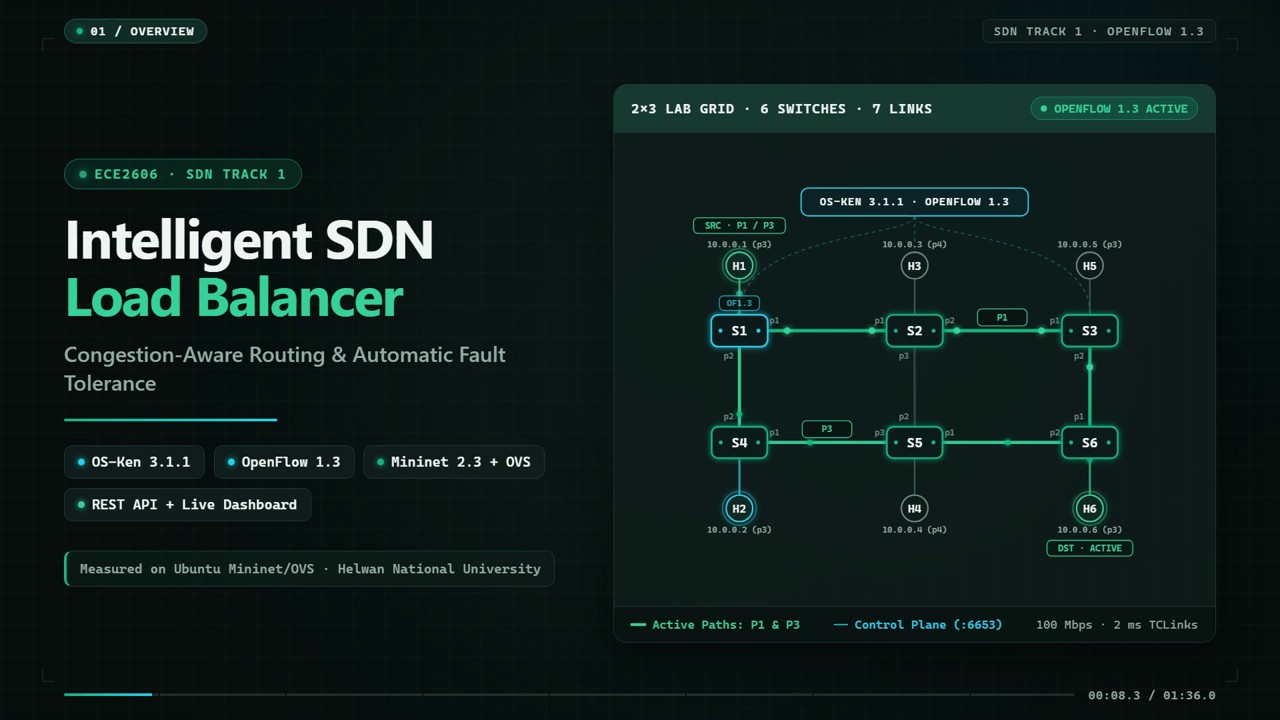 01 / OVERVIEW
SDN TRACK 1 · OPENFLOW 1.3
ECE2606 · SDN TRACK 1
Intelligent SDN
Load Balancer
Congestion-Aware Routing & Automatic Fault
Tolerance
OS-Ken 3.1.1
OpenFlow 1.3
Mininet 2.3 + OVS
REST API + Live Dashboard
Measured on Ubuntu Mininet/OVS · Helwan National University
2×3 LAB GRID · 6 SWITCHES · 7 LINKS
OPENFLOW 1.3 ACTIVE
OS-KEN 3.1.1 · OPENFLOW 1.3
SRC · P1 / P3
10.0.0.1 (p3)
10.0.0.3 (p4)
10.0.0.5 (p3)
H1
H3
H5
OF1.3
S1
p1
p1
S2
p2
P1
p1
S3
p2
p3
p2
p2
p2
p1
S4
p1
P3
p3
S5
p1
p2
S6
H2
H4
H6
10.0.0.2 (p3)
10.0.0.4 (p4)
10.0.0.6 (p3)
DST · ACTIVE
Active Paths: P1 & P3
Control Plane (:6653)
100 Mbps · 2 ms TCLinks
00:08.3 / 01:36.0